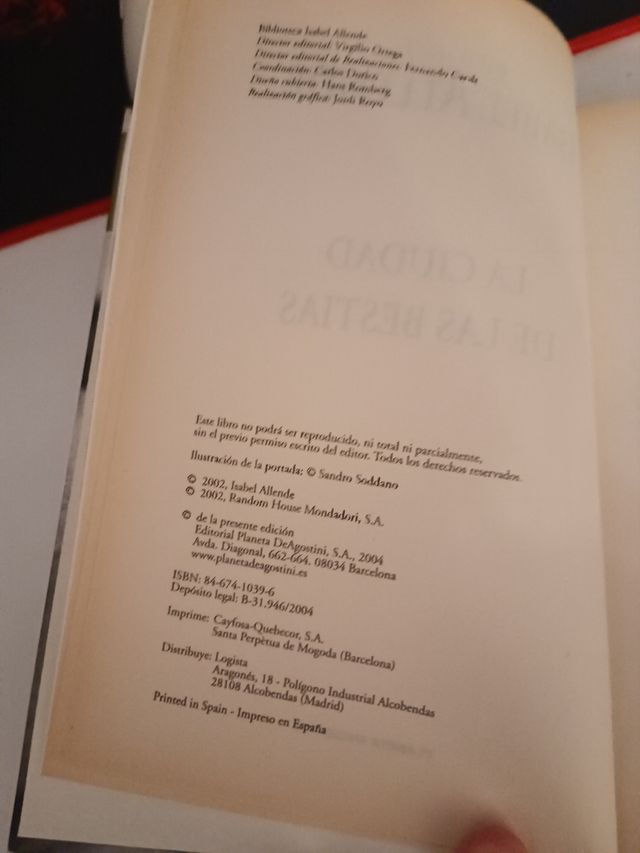 Biblioteca Isabel Allende
Director editorial: Virgilio Ortega
Director editorial de Realizaciones: Fernando
Coordinación: Carlos
Diseño cubierta: Hans Romberg
Realización gráfica: Jordi Royo
LA CIUDAD
DE LAS BESTIAS
Este libro no podrá ser reproducido, ni total ni parcialmente,
sin el previo permiso escrito del editor. Todos los derechos reservados.
Ilustración de la portada: © Sandro Soddano
© 2002, Isabel Allende
© 2002, Random House Mondadori, S.A.
© de la presente edición
Editorial Planeta DeAgostini, S.A., 2004
Avda. Diagonal, 662-664. 08034 Barcelona
www.planetadeagostini.es
ISBN: 84-674-1039-6
Depósito legal: B-31.946/2004
Imprime: Cayfosa-Quebecor, S.A.
Santa Perpètua de Mogoda (Barcelona)
Distribuye: Logista
Aragonés, 18 - Polígono Industrial Alcobendas
28108 Alcobendas (Madrid)
Printed in Spain - Impreso en España